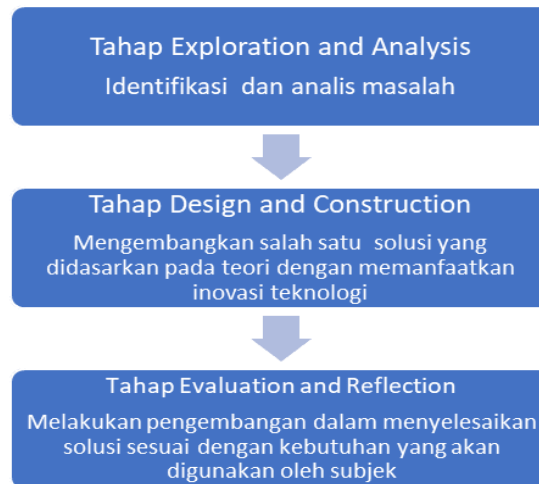 Tahap Exploration and Analysis
Identifikasi dan analis masalah
Tahap Design and Construction
Mengembangkan salah satu solusi yang
didasarkan pada teori dengan memanfaatkan
inovasi teknologi
Tahap Evaluation and Reflection
Melakukan pengembangan dalam menyelesaikan
solusi sesuai dengan kebutuhan yang akan
digunakan oleh subjek